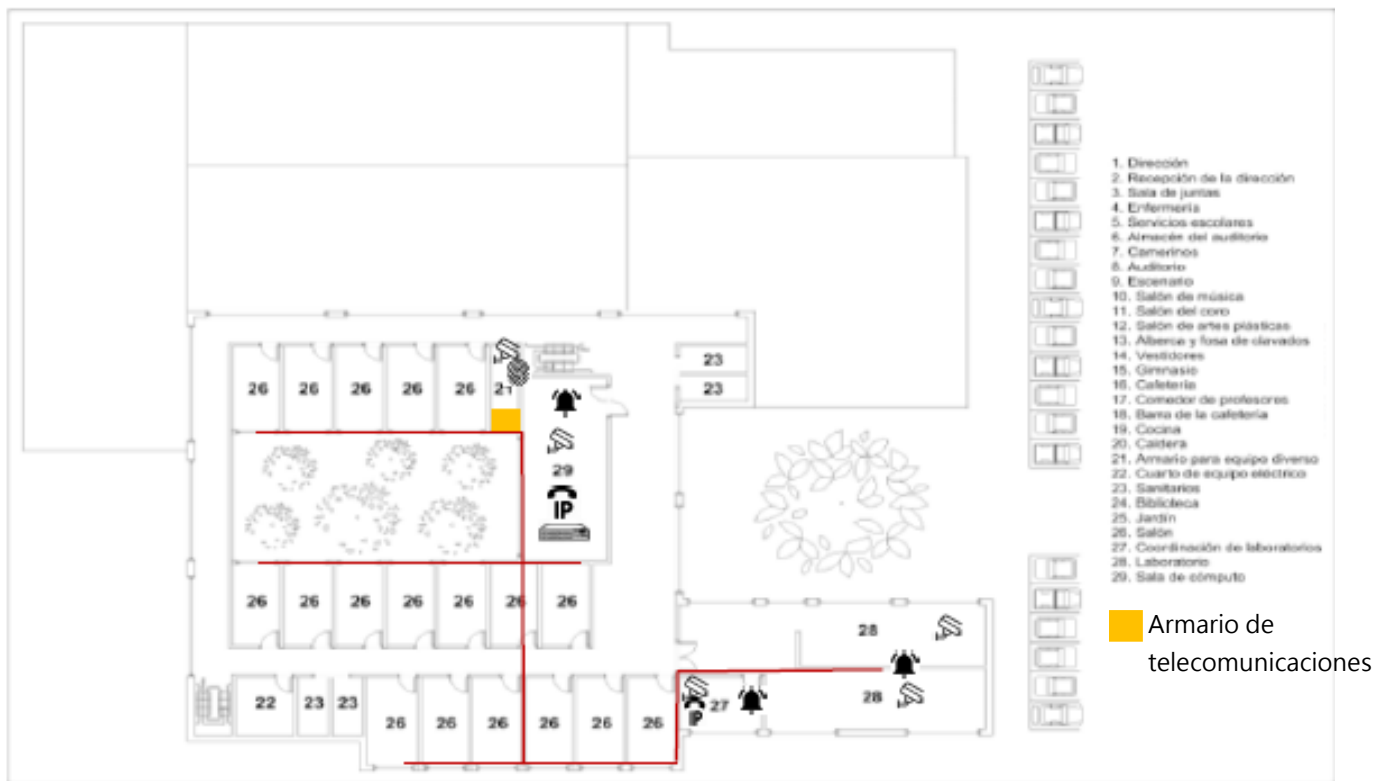 1. Dirección
2. Recepción de la dirección
3. Sala de juntas
4. Enfermería
5. Servicios escolares
6. Almacén del auditorio
7. Camerinos
8. Auditorio
9. Escenario
10. Salón de música
11. Salón del coro
12. Salón de artes plásticas
13. Alberca y fosa de clavados
14. Vestidores
15. Gimnasio
16. Cafetería
17. Comedor de profesores
18. Barra de la cafetería
19. Cocina
20. Caldera
21. Armario para equipo diverso
22. Cuarto de equipo eléctrico
23. Sanitarios
24. Biblioteca
25. Jardín
26. Salón
27. Coordinación de laboratorios
28. Laboratorio
29. Sala de cómputo
Armario de
telecomunicaciones
26 26 26 26 26 21
23
23
29
IP
26 26 26 26 26 26 26
28
22 23 23 26 26 26 26 26 26 27 28
IP